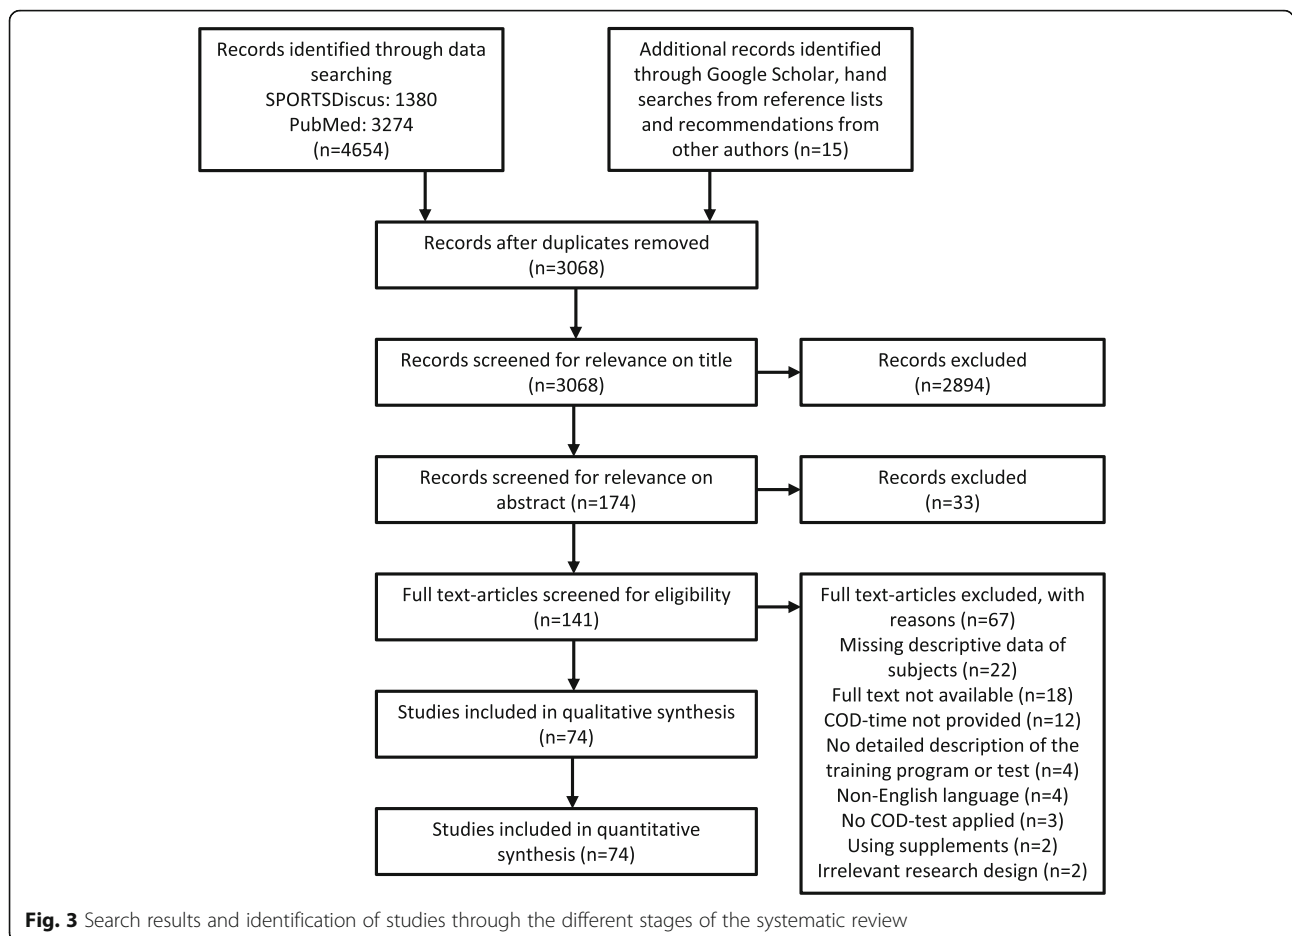 Records identified through data
searching
SPORTSDiscus: 1380
PubMed: 3274
(n=4654)
Additional records identified
through Google Scholar, hand
searches from reference lists
and recommendations from
other authors (n=15)
Records after duplicates removed
(n=3068)
Records screened for relevance on title
(n=3068)
Records excluded
(n=2894)
Records screened for relevance on
abstract (n=174)
Records excluded
(n=33)
Full text-articles screened for eligibility
(n=141)
Full text-articles excluded, with
reasons (n=67)
Missing descriptive data of
subjects (n=22)
Full text not available (n=18)
COD-time not provided (n=12)
No detailed description of the
training program or test (n=4)
Non-English language (n=4)
No COD-test applied (n=3)
Using supplements (n=2)
Irrelevant research design (n=2)
Studies included in qualitative synthesis
(n=74)
Studies included in quantitative
synthesis (n=74)
Fig. 3 Search results and identification of studies through the different stages of the systematic review